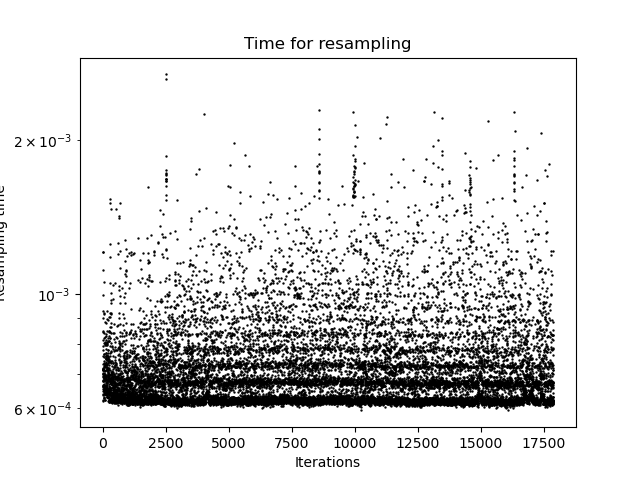 Time for resampling
Resampling time
2 × 10⁻³
10⁻³
6 × 10⁻⁴
0 2500 5000 7500 10000 12500 15000 17500
Iterations